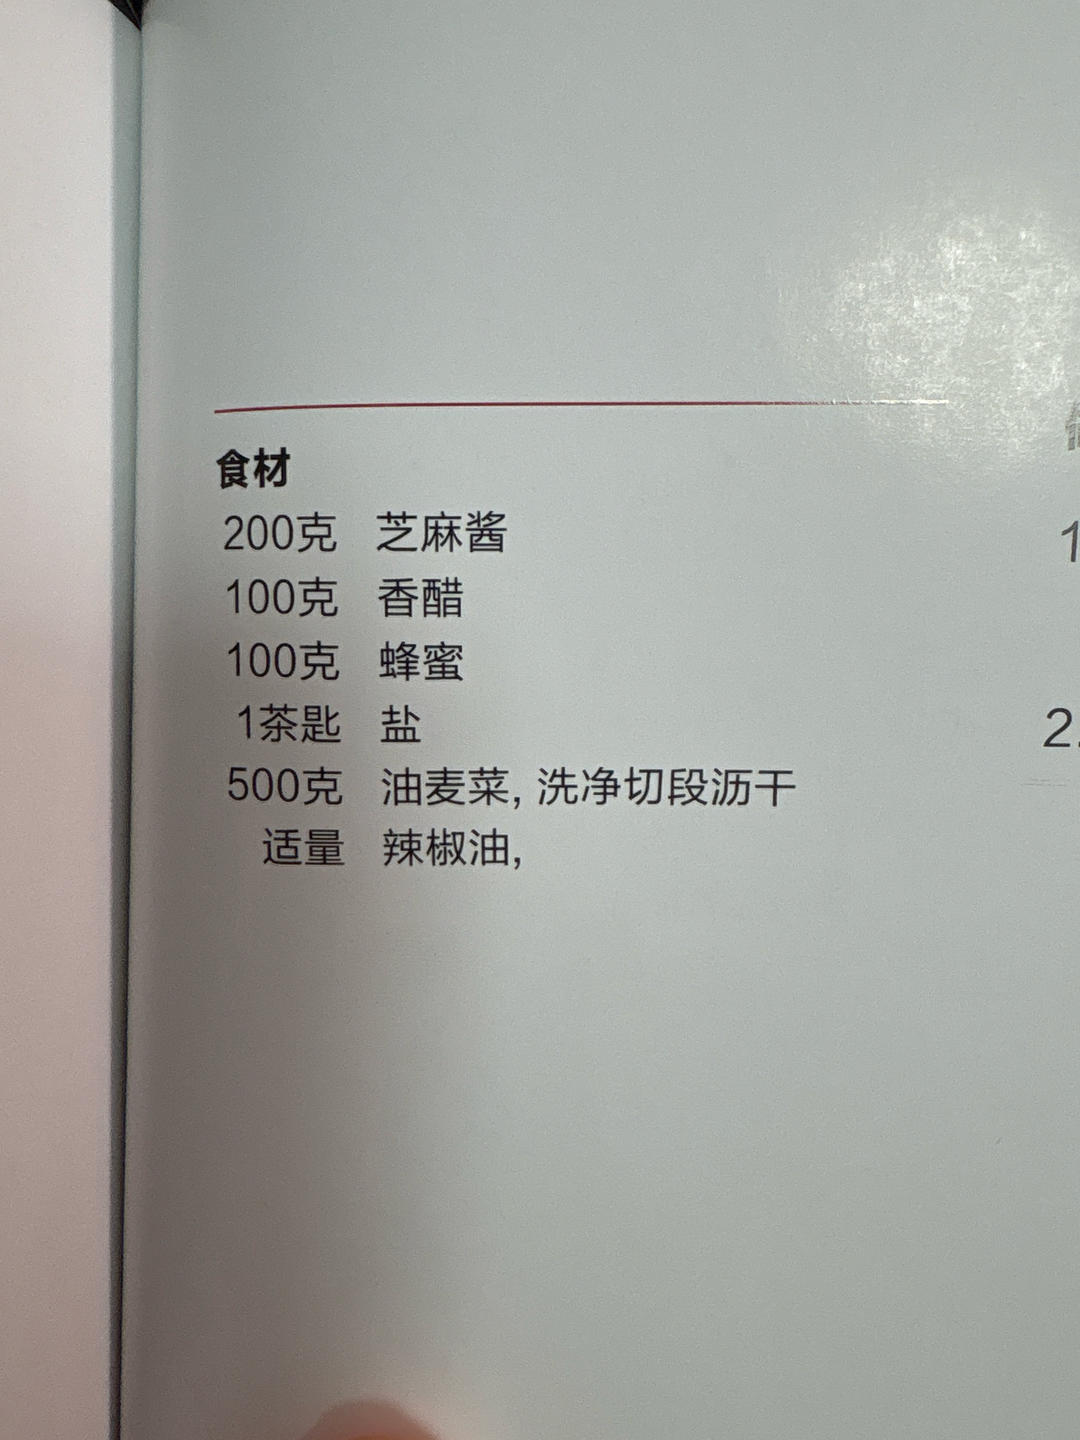 食材
200克 芝麻酱
100克 香醋
100克 蜂蜜
1茶匙 盐
500克 油麦菜, 洗净切段沥干
适量 辣椒油,
1
2.